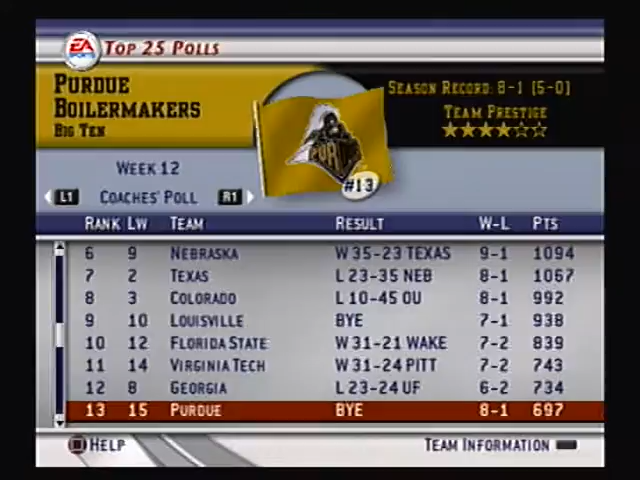 EA TOP 25 POLLS
PURDUE
BOILERMAKERS
BIG TEN
SEASON RECORD: 8-1 (5-0)
TEAM PRESTIGE
PURDUE
#13
WEEK 12
L1 COACHES' POLL R1
RANK LW TEAM RESULT W-L PTS
6 9 NEBRASKA W 35-23 TEXAS 9-1 1094
7 2 TEXAS L 23-35 NEB 8-1 1067
8 3 COLORADO L 10-45 OU 8-1 992
9 10 LOUISVILLE BYE 7-1 938
10 12 FLORIDA STATE W 31-21 WAKE 7-2 839
11 14 VIRGINIA TECH W 31-24 PITT 7-2 743
12 8 GEORGIA L 23-24 UF 6-2 734
13 15 PURDUE BYE 8-1 697
HELP TEAM INFORMATION